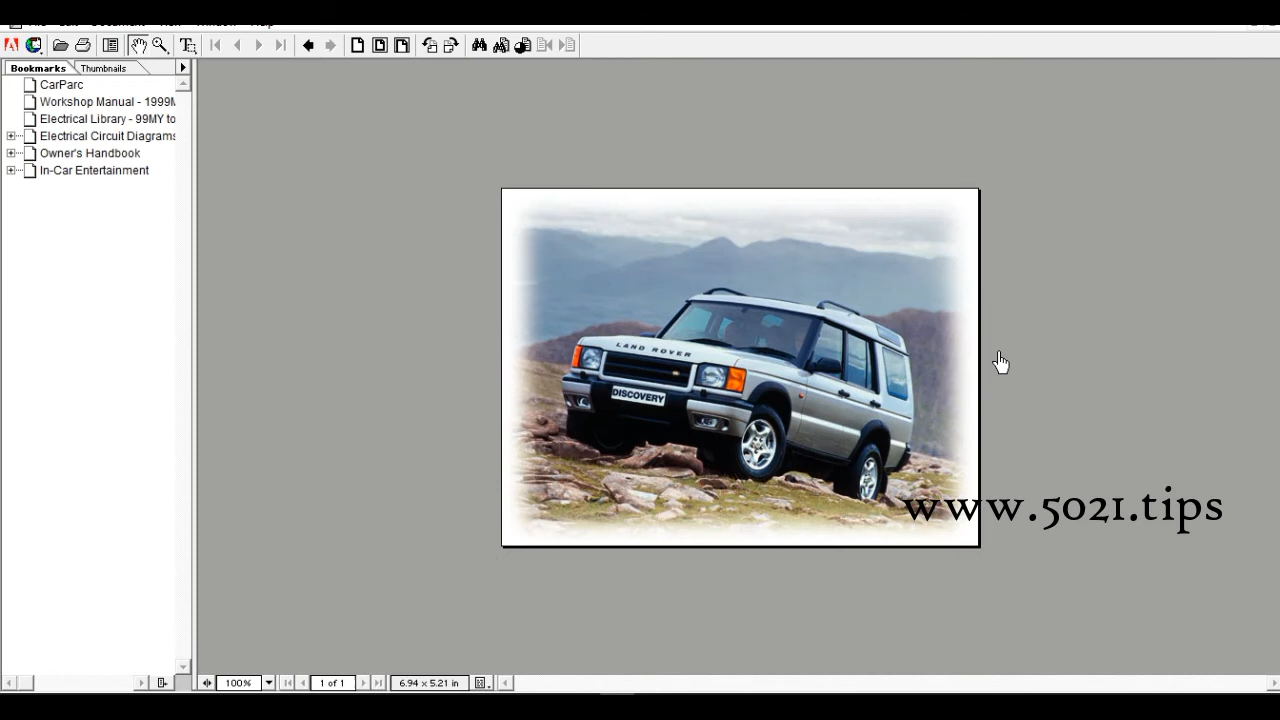 Bookmarks Thumbnails
CarParc
Workshop Manual - 1999M
Electrical Library - 99MY to
Electrical Circuit Diagrams
Owner's Handbook
In-Car Entertainment
LAND ROVER
DISCOVERY
www.5021.tips
100% 1 of 1 6.94 x 5.21 in